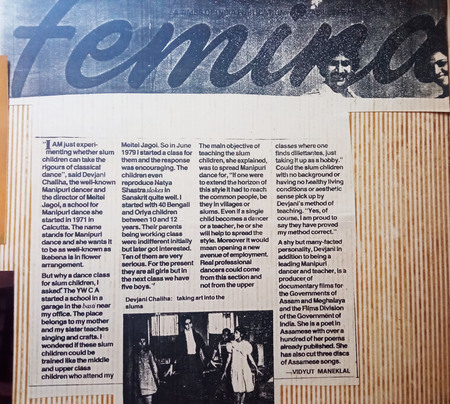 femina
"I AM just experi-
menting whether slum
children can take the
rigours of classical
dance", said Devjani
Chaliha, the well-known
Manipuri dancer and
the director of Meitei
Jagoi, a school for
Manipuri dance she
started in 1971 in
Calcutta. The name
stands for Manipuri
dance and she wants it
to be as well-known as
Ikebena is in flower
arrangement.
But why a dance class
for slum children, I
asked? The YW C A
started a school in a
garage in the basti near
my office. The place
belongs to my mother
and my sister teaches
singing and crafts. I
wondered if these slum
children could be
trained like the middle
and upper class
children who attend my
Meitei Jagoi. So in June
1979 I started a class for
them and the response
was encouraging. The
children even
reproduce Natya
Shastra slokas in
Sanskrit quite well. I
started with 40 Bengali
and Oriya children
between 10 and 12
years. Their parents
being working class
were indifferent initially
but later got interested.
Ten of them are very
serious. For the present
they are all girls but in
the next class we have
five boys. "
The main objective of
teaching the slum
children, she explained,
was to spread Manipuri
dance for, "If one were
to extend the horizon of
this style it had to reach
the common people, be
they in villages or
slums. Even if a single
child becomes a dancer
or a teacher, he or she
will help to spread the
style. Moreover it would
mean opening a new
avenue of employment.
Real professional
dancers could come
from this section and
not from the upper
classes where one
finds dilettantes, just
taking it up as a hobby."
Could the slum children
with no background or
having no healthy living
conditions or aesthetic
sense pick up by
Devjani's method of
teaching. "Yes, of
course, I am proud to
say they have proved
my method correct."
A shy but many-facted
personality, Devjani in
addition to being a
leading Manipuri
dancer and teacher, is a
producer of
documentary films for
the Governments of
Assam and Meghalaya
and the Films Division
of the Government of
India. She is a poet in
Assamese with over a
hundred of her poems
already published. She
has also cut three discs
of Assamese songs.
—VIDYUT MANEKLAL
Devjani Chaliha: taking art into the
slums